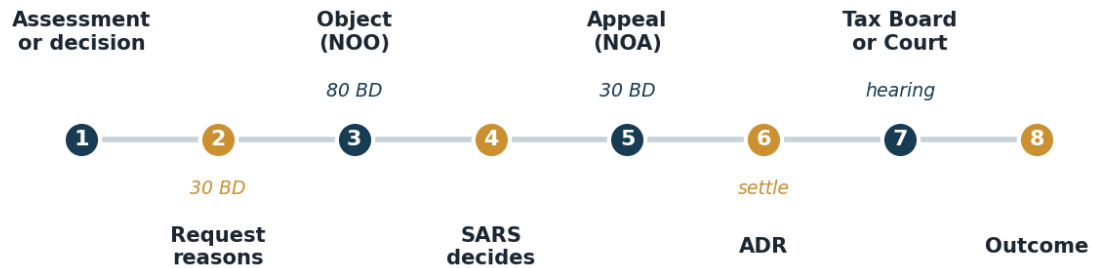 Assessment
or decision
Object
(NOO)
Appeal
(NOA)
Tax Board
or Court
80 BD
30 BD
hearing
1
2
3
4
5
6
7
8
30 BD
settle
Request
reasons
SARS
decides
ADR
Outcome